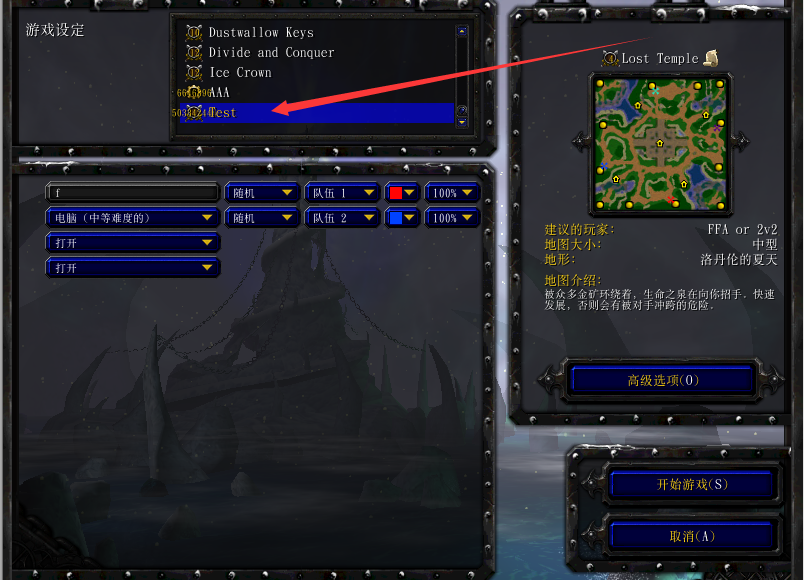 游戏设定
10 Dustwallow Keys
12 Divide and Conquer
12 Ice Crown
AAA
Test
4 Lost Temple
f
随机
队伍 1
100%
电脑（中等难度的）
随机
队伍 2
100%
打开
打开
建议的玩家:
FFA or 2v2
地图大小:
中型
地形:
洛丹伦的夏天
地图介绍:
被众多金矿环绕着，生命之泉在向你招手。快速
发展，否则会有被对手冲跨的危险。
高级选项(O)
开始游戏(S)
取消(A)